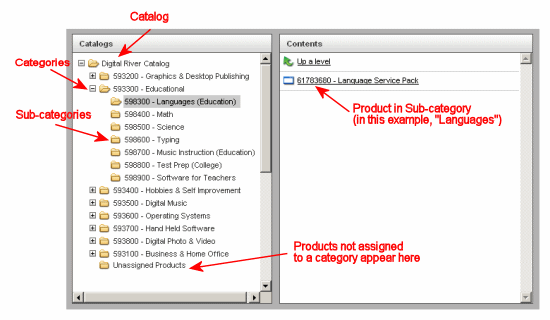 Catalog
Catalogs
Contents
Categories
Digital River Catalog
593200 - Graphics & Desktop Publishing
593300 - Educational
598300 - Languages (Education)
Sub-categories
598400 - Math
598500 - Science
598600 - Typing
598700 - Music Instruction (Education)
598800 - Test Prep (College)
598900 - Software for Teachers
593400 - Hobbies & Self Improvement
593500 - Digital Music
593600 - Operating Systems
593700 - Hand Held Software
593800 - Digital Photo & Video
593100 - Business & Home Office
Unassigned Products
Up a level
61783680 - Language Service Pack
Product in Sub-category
(in this example, "Languages")
Products not assigned
to a category appear here